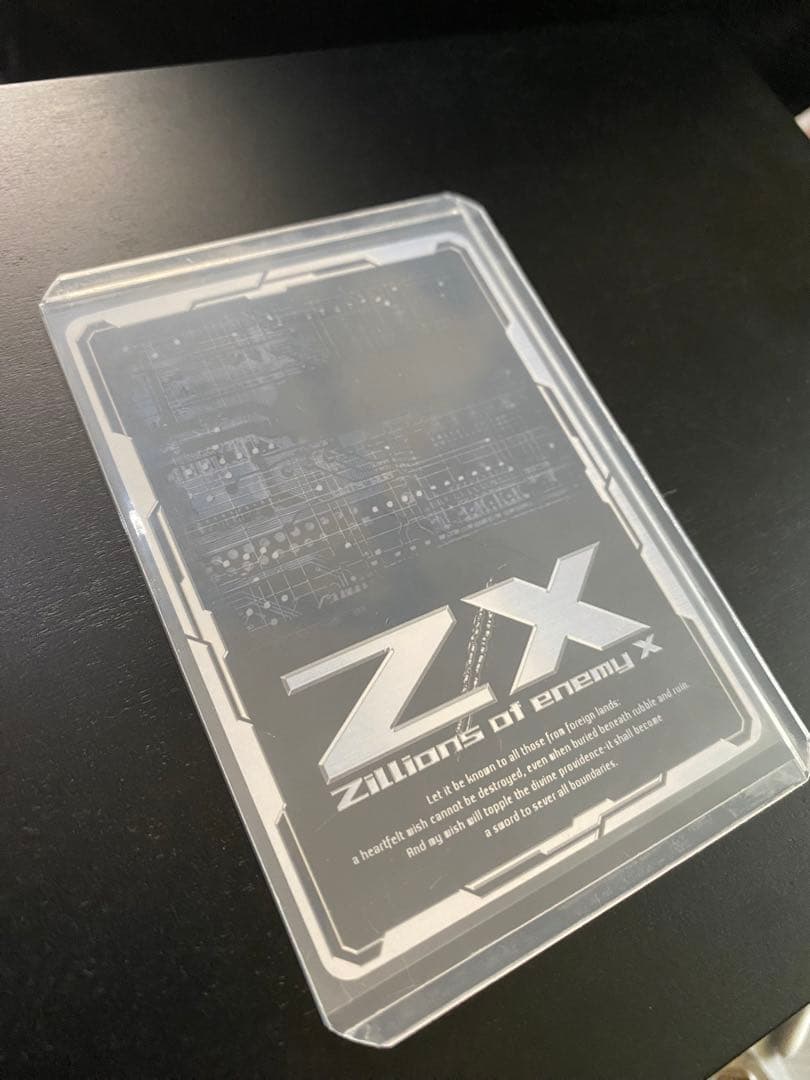 Z/X
Zillions of enemy X
Let it be known to all those from foreign lands:
a heartfelt wish cannot be destroyed, even when buried beneath rubble and ruin.
And my wish will topple the divine providence-it shall become
a sword to sever all boundaries.